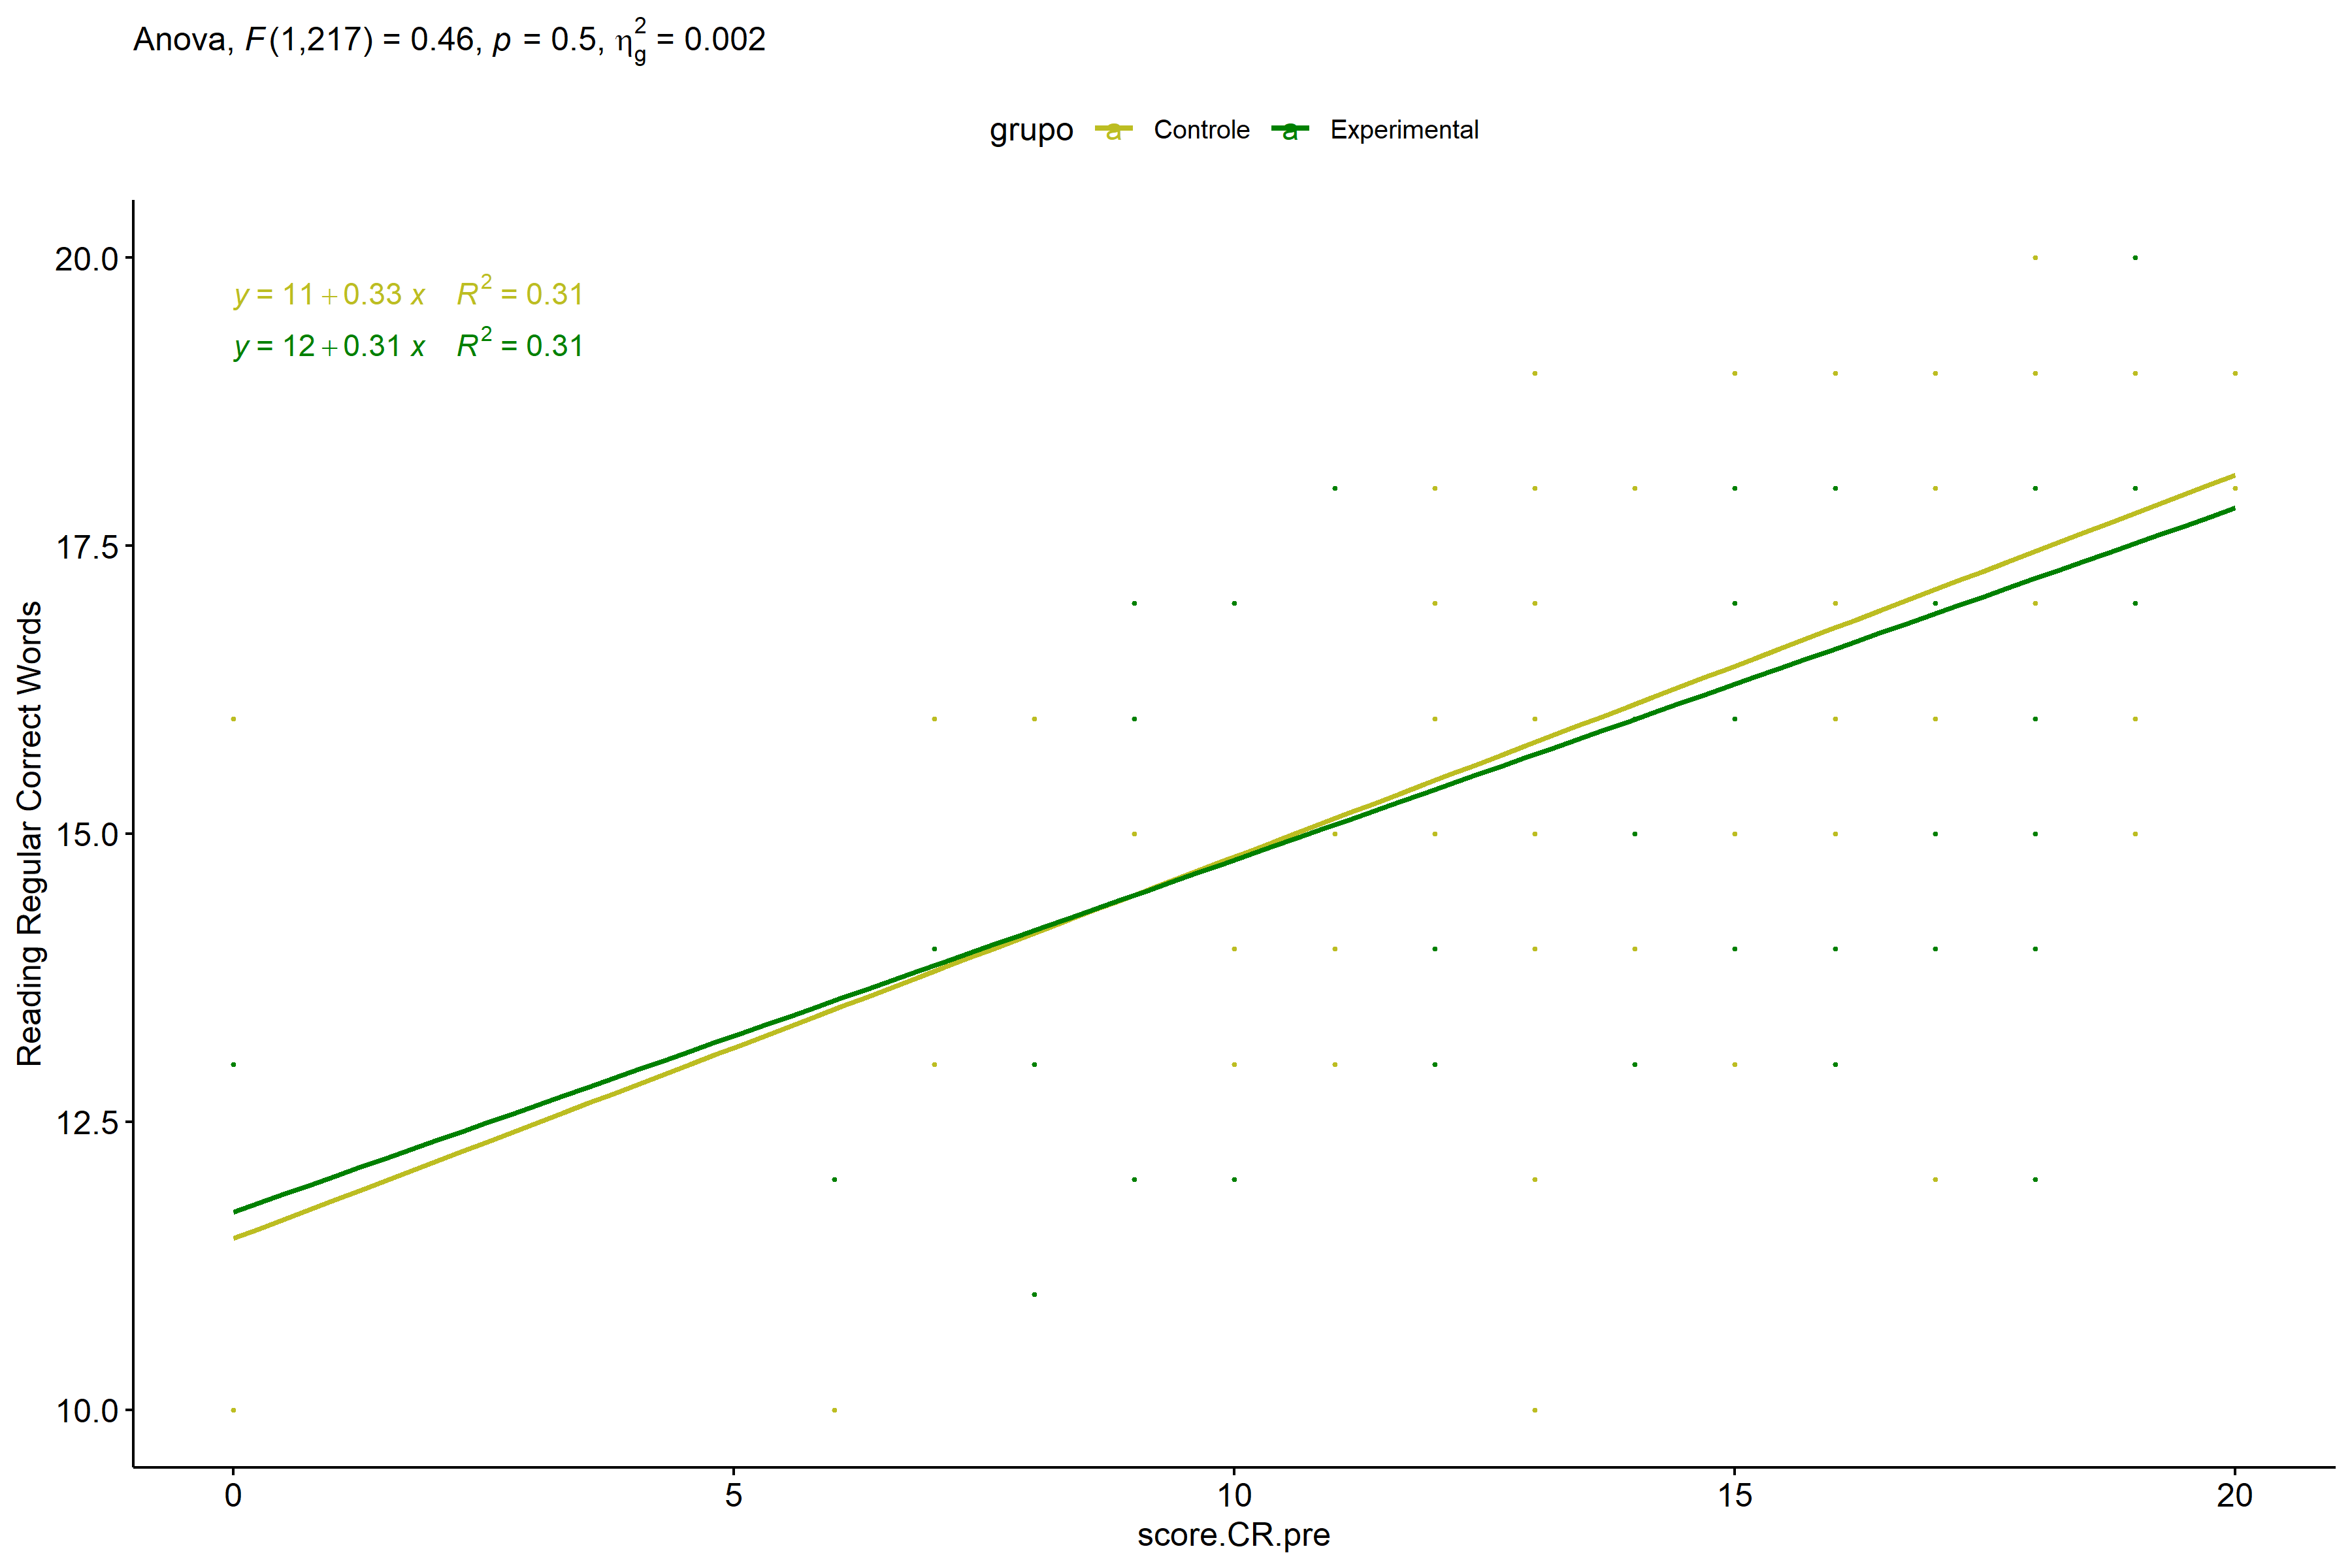 Anova, F(1,217) = 0.46, p = 0.5, η²g = 0.002
grupo a Controle a Experimental
20.0
17.5
15.0
12.5
10.0
y = 11 + 0.33 x R² = 0.31
y = 12 + 0.31 x R² = 0.31
Reading Regular Correct Words
0 5 10 15 20
score.CR.pre